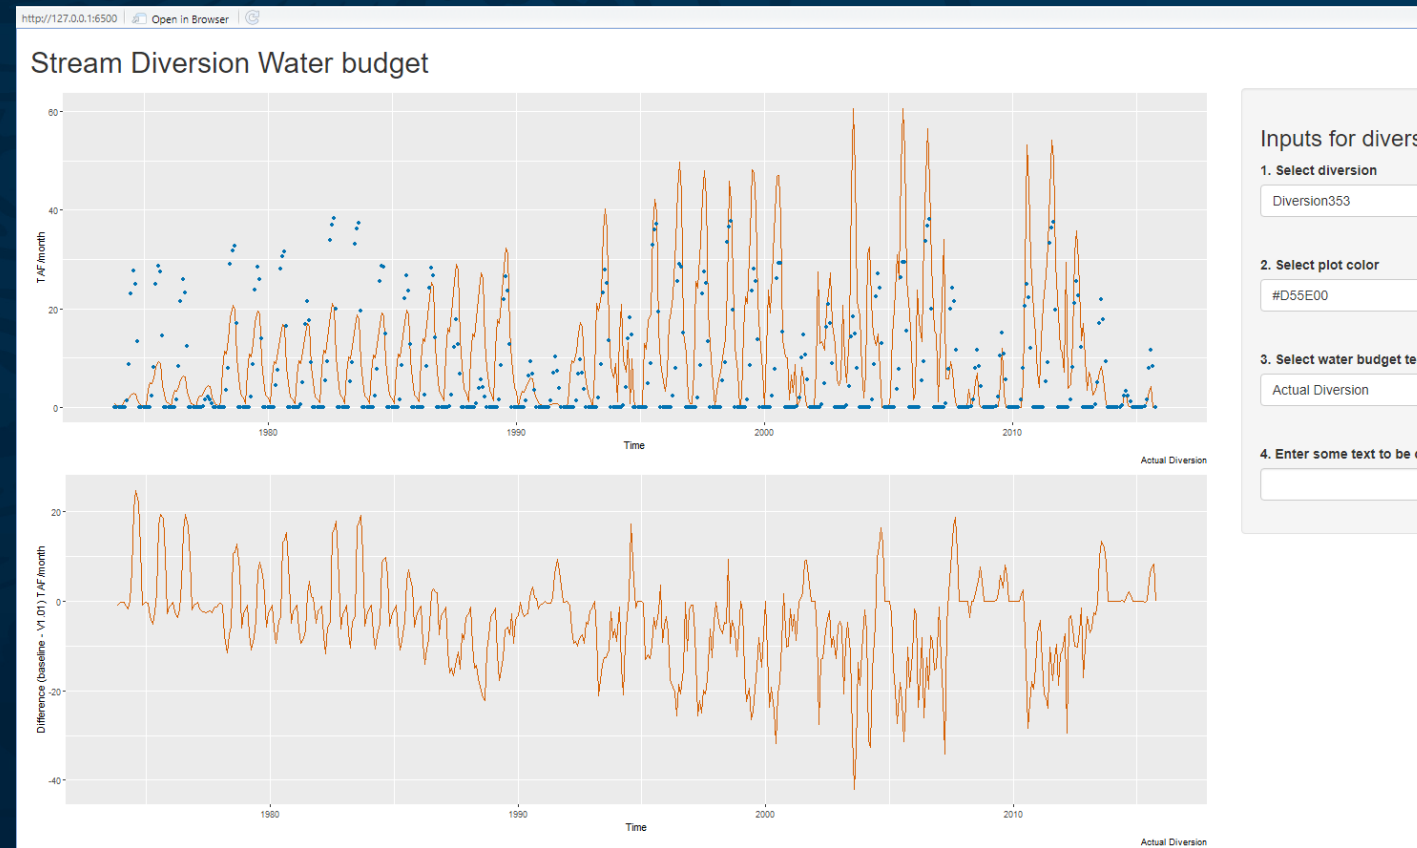 http://127.0.0.1:6500 Open in Browser
Stream Diversion Water budget
60
40
20
0
TAF/month
1980 1990 2000 2010
Time
Actual Diversion
20
0
-20
-40
Difference (baseline - V1.01) TAF/month
1980 1990 2000 2010
Time
Actual Diversion
Inputs for divers
1. Select diversion
Diversion353
2. Select plot color
#D55E00
3. Select water budget te
Actual Diversion
4. Enter some text to be